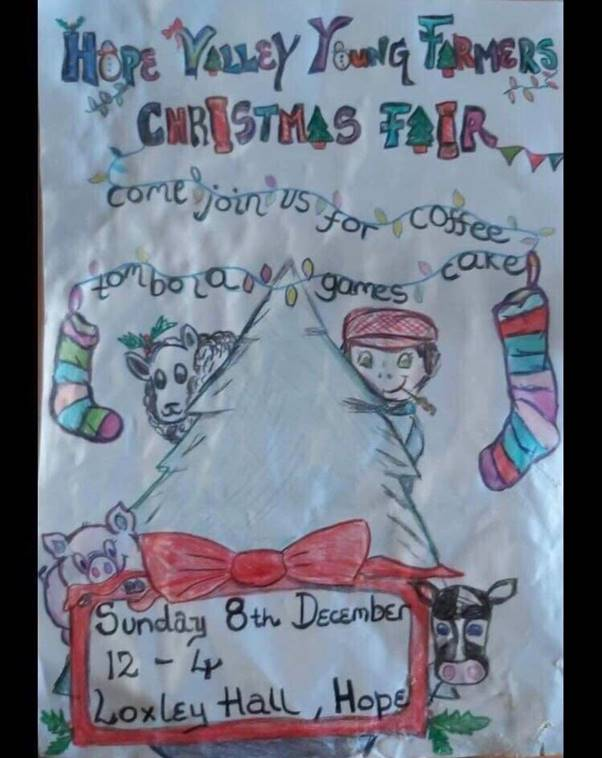 Hope Valley Young Farmers
Christmas Fair
come join us for coffee
tombola games cake
Sunday 8th December
12 - 4
Loxley Hall, Hope